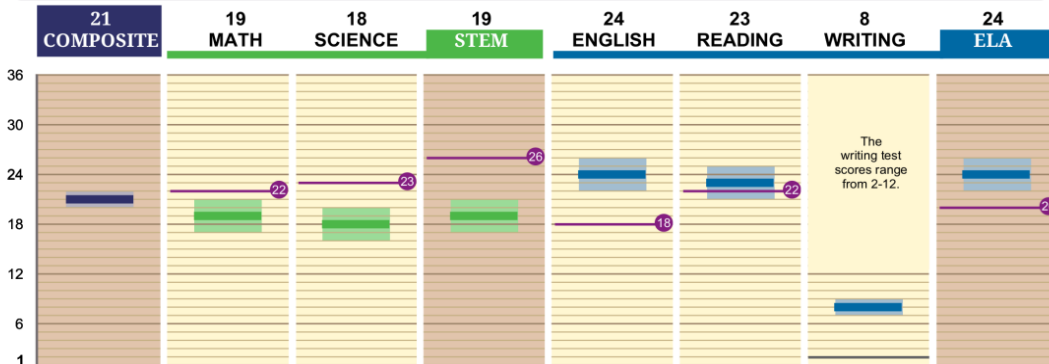 21 19 18 19 24 23 8 24
COMPOSITE MATH SCIENCE STEM ENGLISH READING WRITING ELA
36
30
24
18
12
6
1
22
23
26
18
22
The
writing test
scores range
from 2-12.